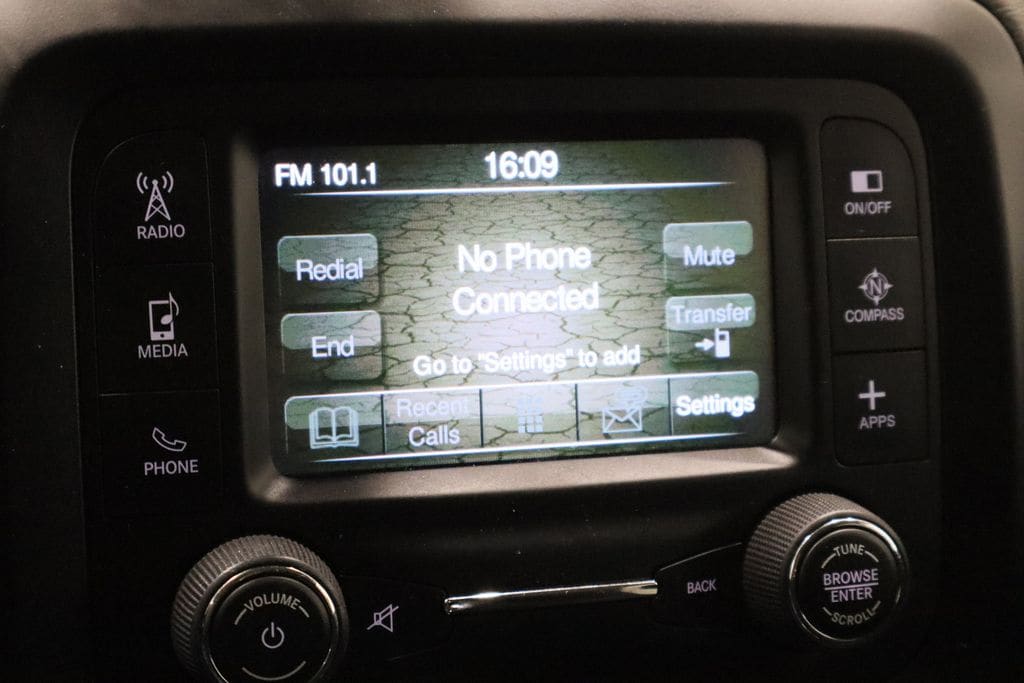 FM 101.1
16:09
Redial
No Phone
Connected
Mute
End
Transfer
Go to "Settings" to add
Recent
Calls
Settings
RADIO
MEDIA
PHONE
ON/OFF
N
COMPASS
APPS
VOLUME
BACK
TUNE
BROWSE
ENTER
SCROLL